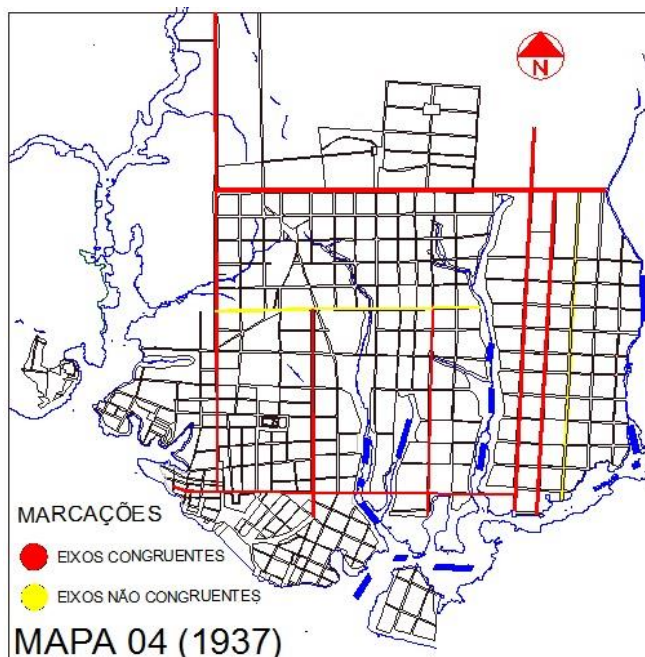 N
MARCAÇÕES
EIXOS CONGRUENTES
EIXOS NÃO CONGRUENTES
MAPA 04 (1937)